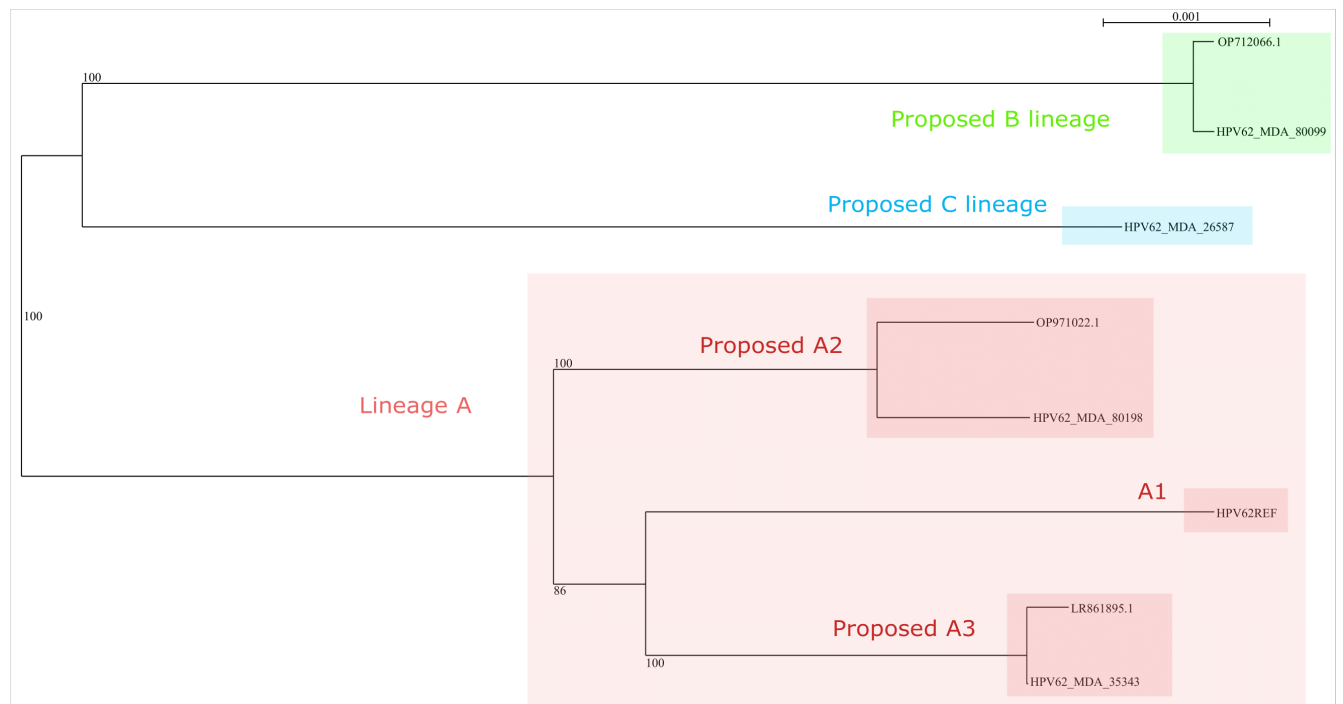 0.001
OP712066.1
100
Proposed B lineage
HPV62_MDA_80099
Proposed C lineage
HPV62_MDA_26587
100
OP971022.1
Proposed A2
100
Lineage A
HPV62_MDA_80198
A1
HPV62REF
86
LR861895.1
Proposed A3
100
HPV62_MDA_35343